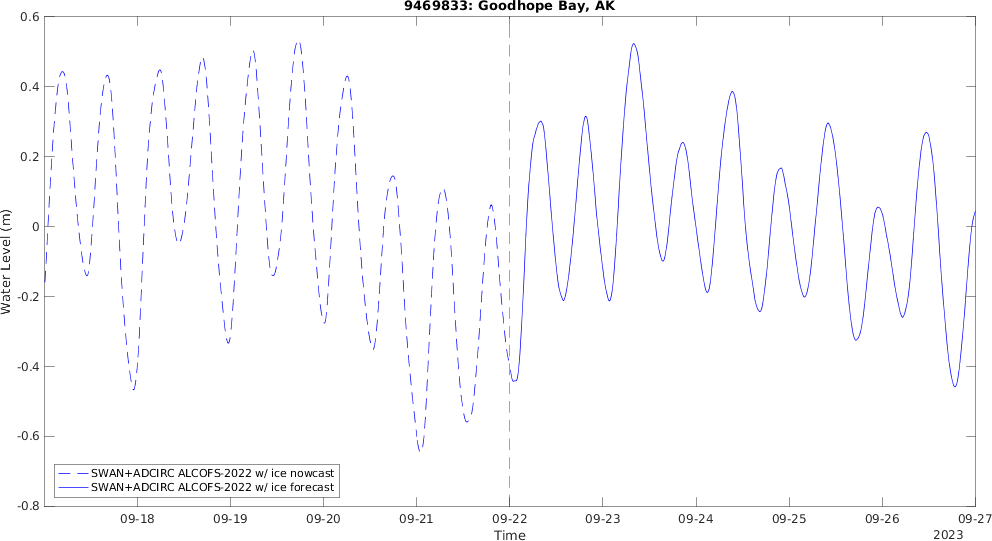 9469833: Goodhope Bay, AK
0.6
0.4
0.2
0
-0.2
-0.4
-0.6
-0.8
Water Level (m)
SWAN+ADCIRC ALCOFS-2022 w/ ice nowcast
SWAN+ADCIRC ALCOFS-2022 w/ ice forecast
09-18 09-19 09-20 09-21 09-22 09-23 09-24 09-25 09-26 09-27
Time
2023